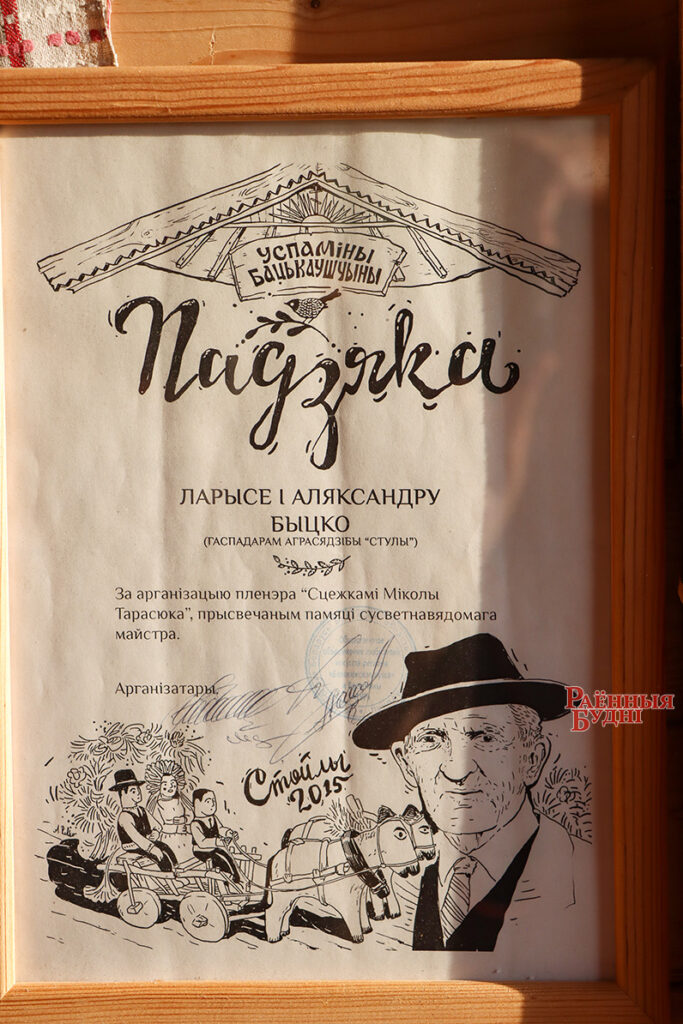 УСПАМІНЫ
БАЦЬКАЎШЧЫНЫ
Падзяка
ЛАРЫСЕ І АЛЯКСАНДРУ
БЫЦКО
(ГАСПАДАРАМ АГРАСЯДЗІБЫ “СТУЛЫ”)
За арганізацыю пленэра “Сцежкамі Міколы
Тарасюка”, прысвечаным памяці сусветнавядомага
майстра.
Арганізатары.
Стойлы
2015
РАЁННЫЯ
БУДНІ